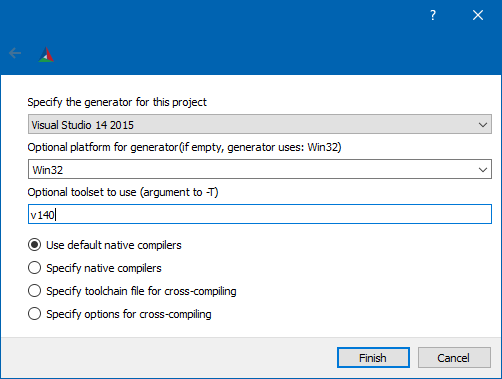 ?
Specify the generator for this project
Visual Studio 14 2015
Optional platform for generator(if empty, generator uses: Win32)
Win32
Optional toolset to use (argument to -T)
v140
Use default native compilers
Specify native compilers
Specify toolchain file for cross-compiling
Specify options for cross-compiling
Finish
Cancel